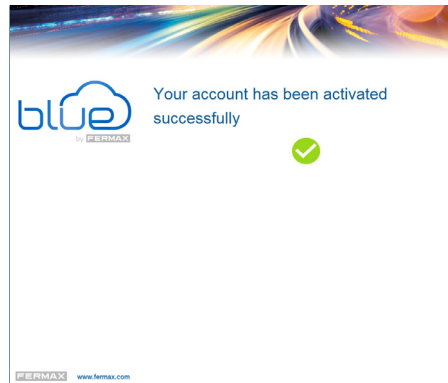 Your account has been activated
successfully
blue
by FERMAX
FERMAX www.fermax.com